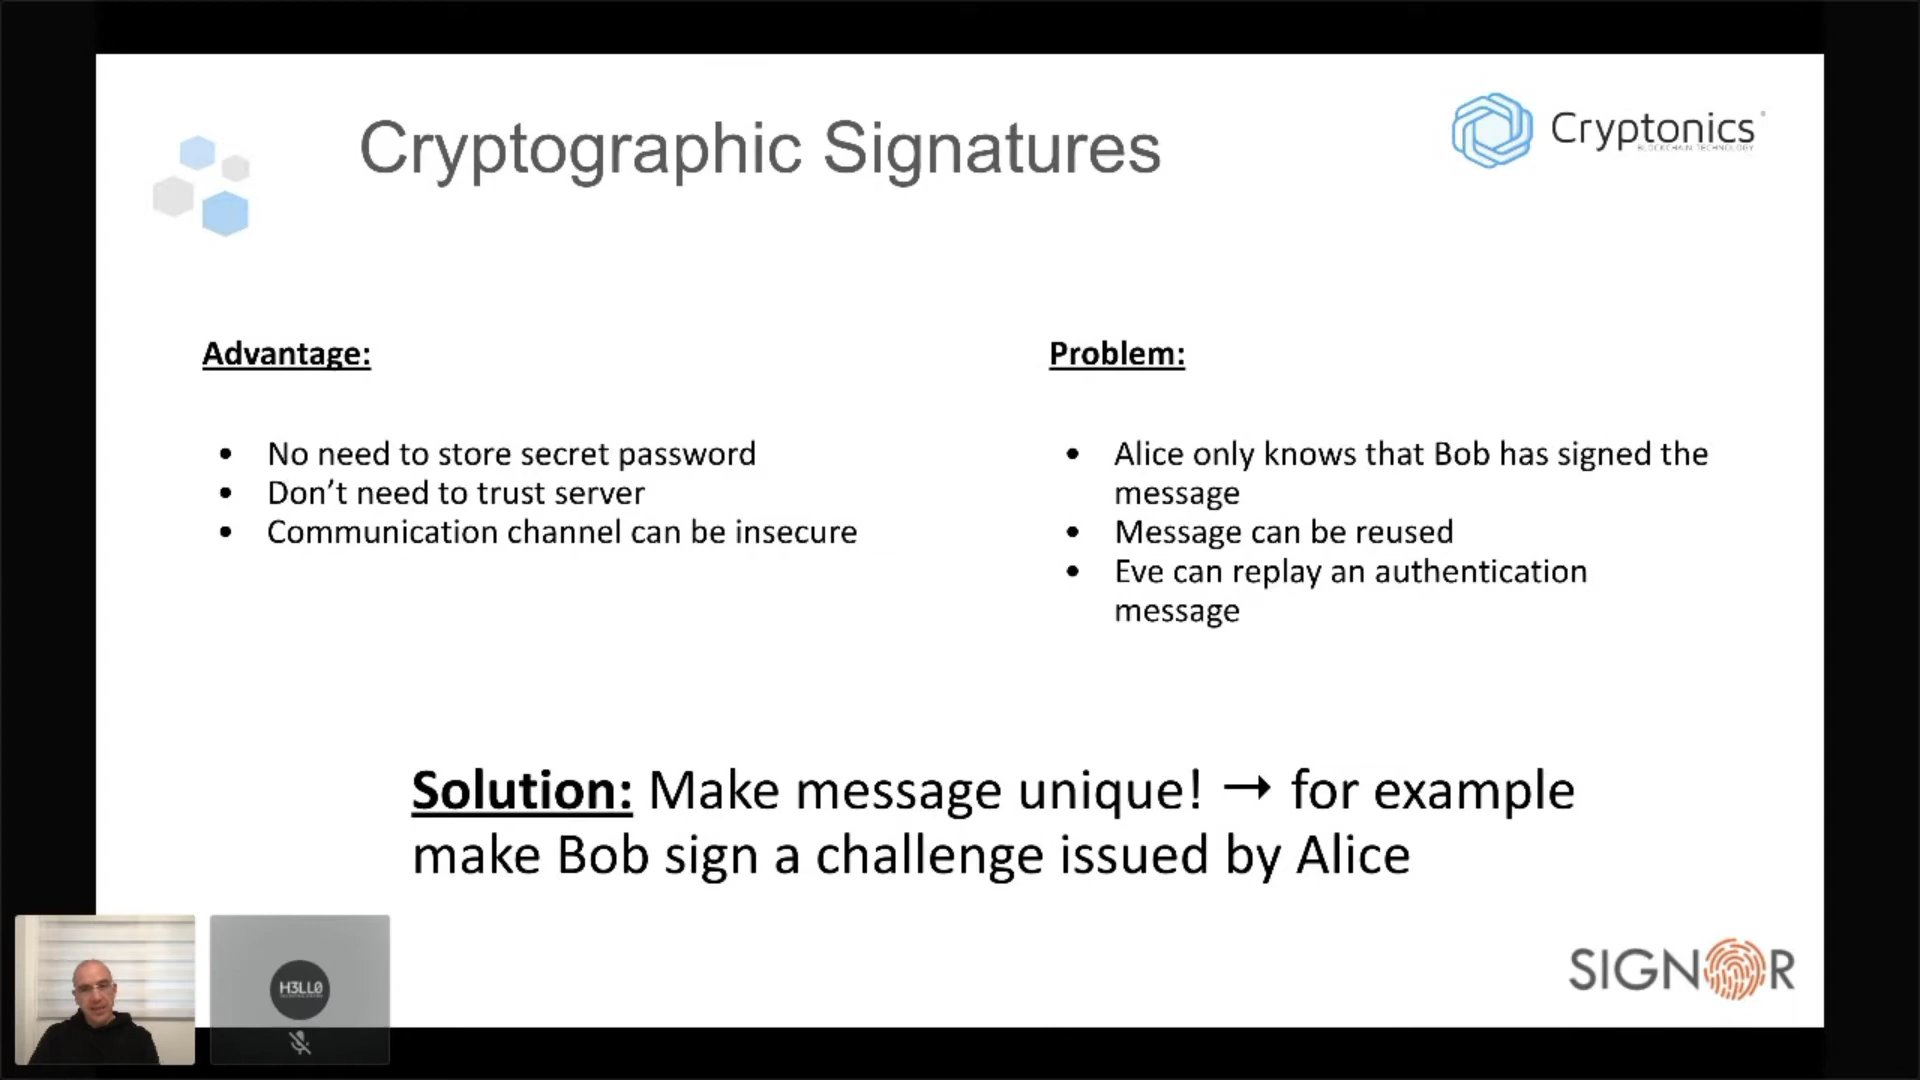 Cryptographic Signatures
Cryptonics
BLOCKCHAIN TECHNOLOGY
Advantage:
• No need to store secret password
• Don’t need to trust server
• Communication channel can be insecure
Problem:
• Alice only knows that Bob has signed the
message
• Message can be reused
• Eve can replay an authentication
message
Solution: Make message unique! → for example
make Bob sign a challenge issued by Alice
H3LL0
SIGNOR